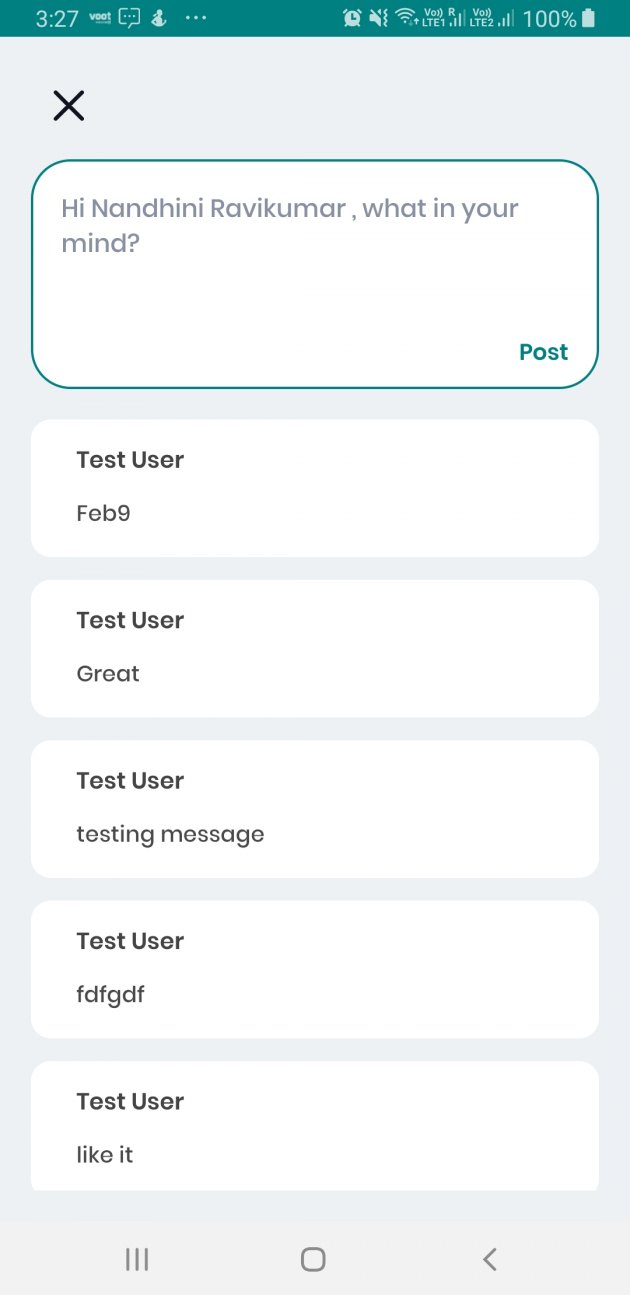 3:27 voot 100%
Vo)) R Vo))
LTE1 LTE2
Hi Nandhini Ravikumar , what in your
mind?
Post
Test User
Feb9
Test User
Great
Test User
testing message
Test User
fdfgdf
Test User
like it